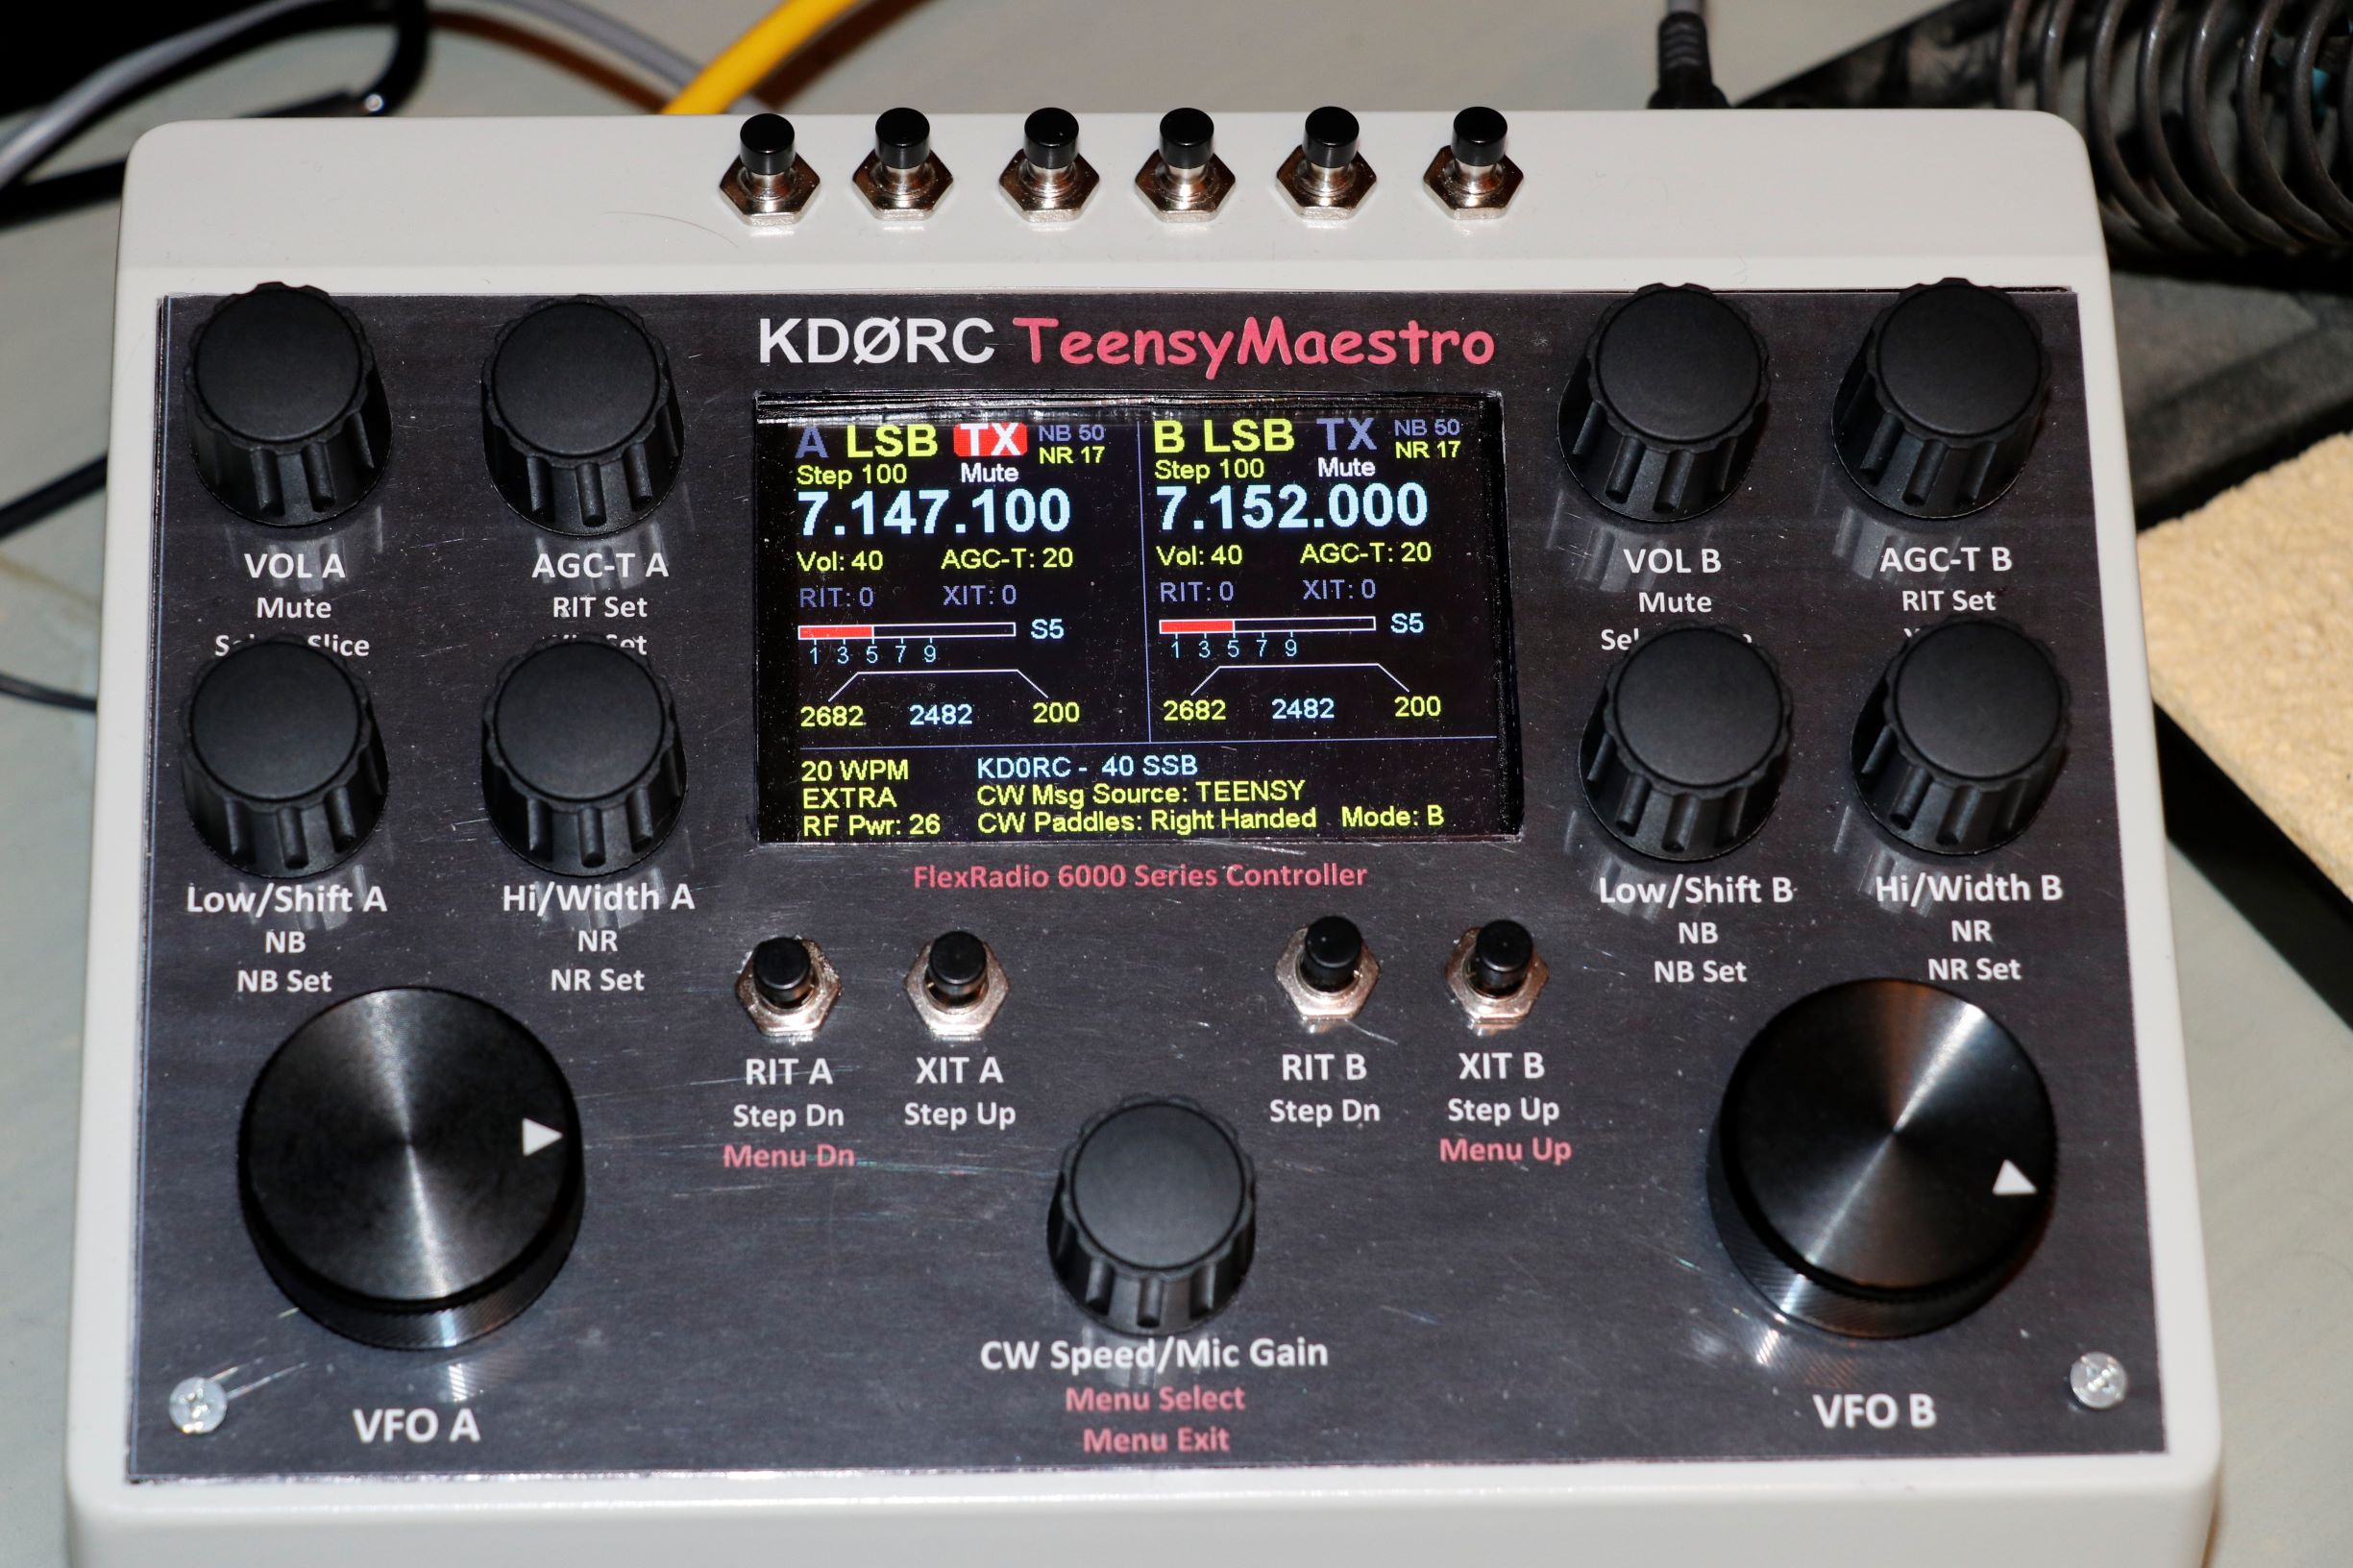 KDØRC TeensyMaestro
A LSB TX NB 50
NR 17
Step 100 Mute
7.147.100
Vol: 40 AGC-T: 20
RIT: 0 XIT: 0
S5
1 3 5 7 9
2682 2482 200
B LSB TX NB 50
NR 17
Step 100 Mute
7.152.000
Vol: 40 AGC-T: 20
RIT: 0 XIT: 0
S5
1 3 5 7 9
2682 2482 200
20 WPM KD0RC - 40 SSB
EXTRA CW Msg Source: TEENSY
RF Pwr: 26 CW Paddles: Right Handed Mode: B
FlexRadio 6000 Series Controller
VOL A
Mute
Slice
AGC-T A
RIT Set
Set
VOL B
Mute
AGC-T B
RIT Set
Low/Shift A
NB
NB Set
Hi/Width A
NR
NR Set
Low/Shift B
NB
NB Set
Hi/Width B
NR
NR Set
RIT A
Step Dn
Menu Dn
XIT A
Step Up
RIT B
Step Dn
XIT B
Step Up
Menu Up
CW Speed/Mic Gain
Menu Select
Menu Exit
VFO A
VFO B